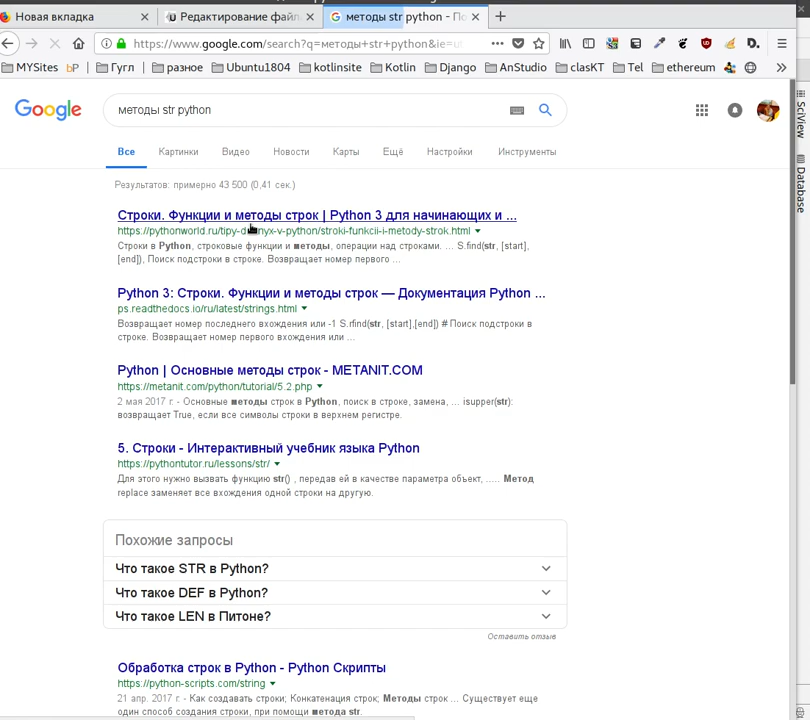 Новая вкладка
Редактирование файл
методы str python - По
https://www.google.com/search?q=методы+str+python&ie=ut
MYSites
bP
Гугл
разное
Ubuntu1804
kotlinsite
Kotlin
Django
AnStudio
clasKT
Tel
ethereum
SciView
Database
Google
методы str python
Все
Картинки
Видео
Новости
Карты
Ещё
Настройки
Инструменты
Результатов: примерно 43 500 (0,41 сек.)
Строки. Функции и методы строк | Python 3 для начинающих и ...
https://pythonworld.ru/tipy-dannyx-v-python/stroki-funkcii-i-metody-strok.html
Строки в Python, строковые функции и методы, операции над строками. ... S.find(str, [start],
[end]), Поиск подстроки в строке. Возвращает номер первого ...
Python 3: Строки. Функции и методы строк — Документация Python ...
ps.readthedocs.io/ru/latest/strings.html
Возвращает номер последнего вхождения или -1 S.rfind(str, [start],[end]) # Поиск подстроки в
строке. Возвращает номер первого вхождения или ...
Python | Основные методы строк - METANIT.COM
https://metanit.com/python/tutorial/5.2.php
2 мая 2017 г. - Основные методы строк в Python, поиск в строке, замена, ... isupper(str):
возвращает True, если все символы строки в верхнем регистре.
5. Строки - Интерактивный учебник языка Python
https://pythontutor.ru/lessons/str/
Для этого нужно вызвать функцию str() , передав ей в качестве параметра объект, ..... Метод
replace заменяет все вхождения одной строки на другую.
Похожие запросы
Что такое STR в Python?
Что такое DEF в Python?
Что такое LEN в Питоне?
Оставить отзыв
Обработка строк в Python - Python Скрипты
https://python-scripts.com/string
21 апр. 2017 г. - Как создавать строки; Конкатенация строк; Методы строк ... Существует еще
один способ создания строки, при помощи метода str.